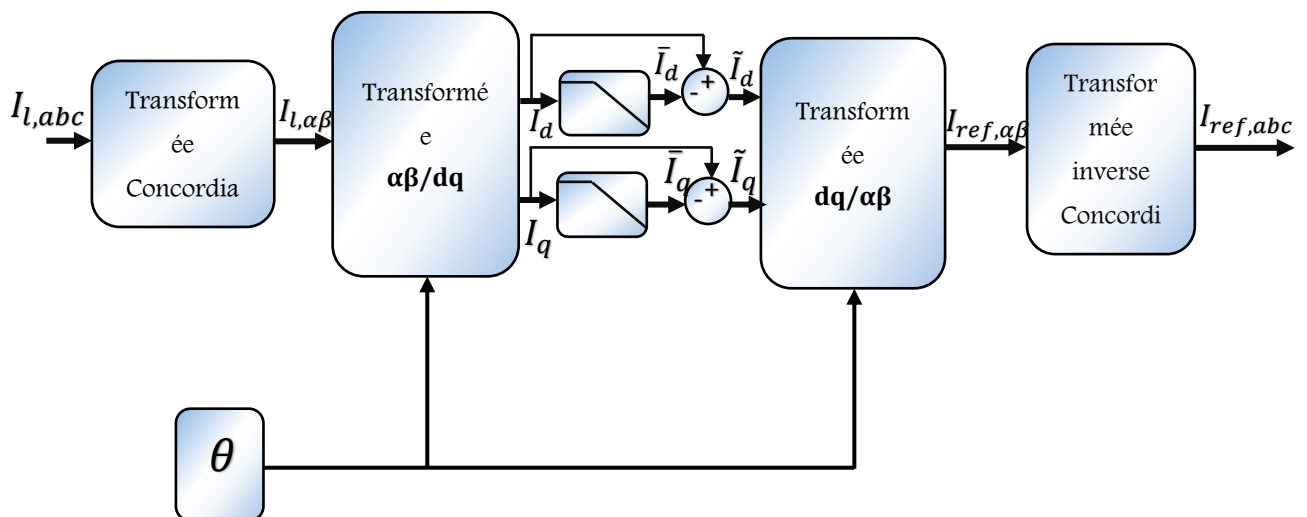 I_{l,abc}
Transform
ée
Concordia
I_{l,αβ}
Transformé
e
αβ/dq
I_d
Ī_d
- +
Ĩ_d
I_q
Ī_q
- +
Ĩ_q
Transform
ée
dq/αβ
I_{ref,αβ}
Transfor
mée
inverse
Concordi
I_{ref,abc}
θ